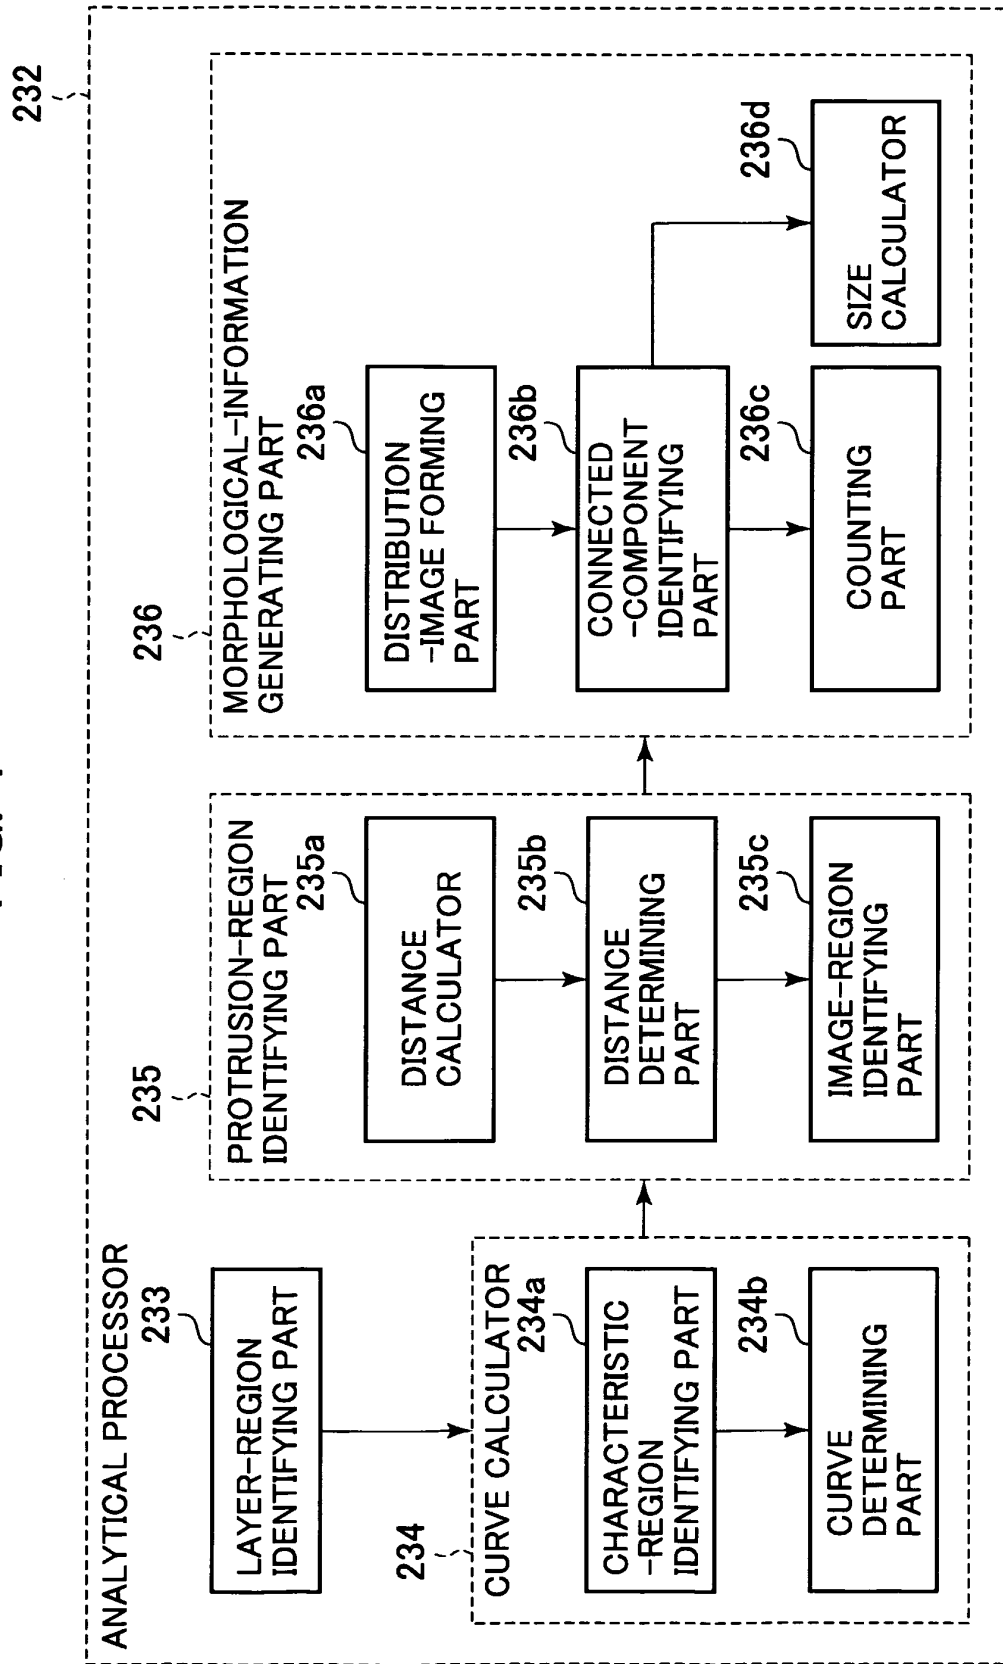 232
ANALYTICAL PROCESSOR
233
LAYER-REGION
IDENTIFYING PART
234
CURVE CALCULATOR
234a
CHARACTERISTIC
-REGION
IDENTIFYING PART
234b
CURVE
DETERMINING
PART
235
PROTRUSION-REGION
IDENTIFYING PART
235a
DISTANCE
CALCULATOR
235b
DISTANCE
DETERMINING
PART
235c
IMAGE-REGION
IDENTIFYING
PART
236
MORPHOLOGICAL-INFORMATION
GENERATING PART
236a
DISTRIBUTION
-IMAGE FORMING
PART
236b
CONNECTED
-COMPONENT
IDENTIFYING
PART
236c
COUNTING
PART
236d
SIZE
CALCULATOR